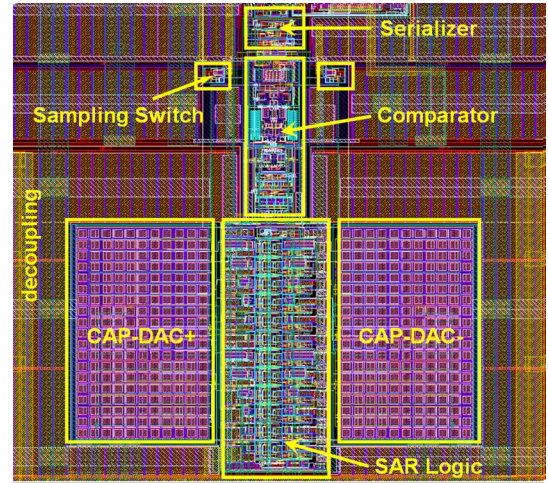 Serializer
Sampling Switch
Comparator
decoupling
CAP-DAC+
CAP-DAC-
SAR Logic